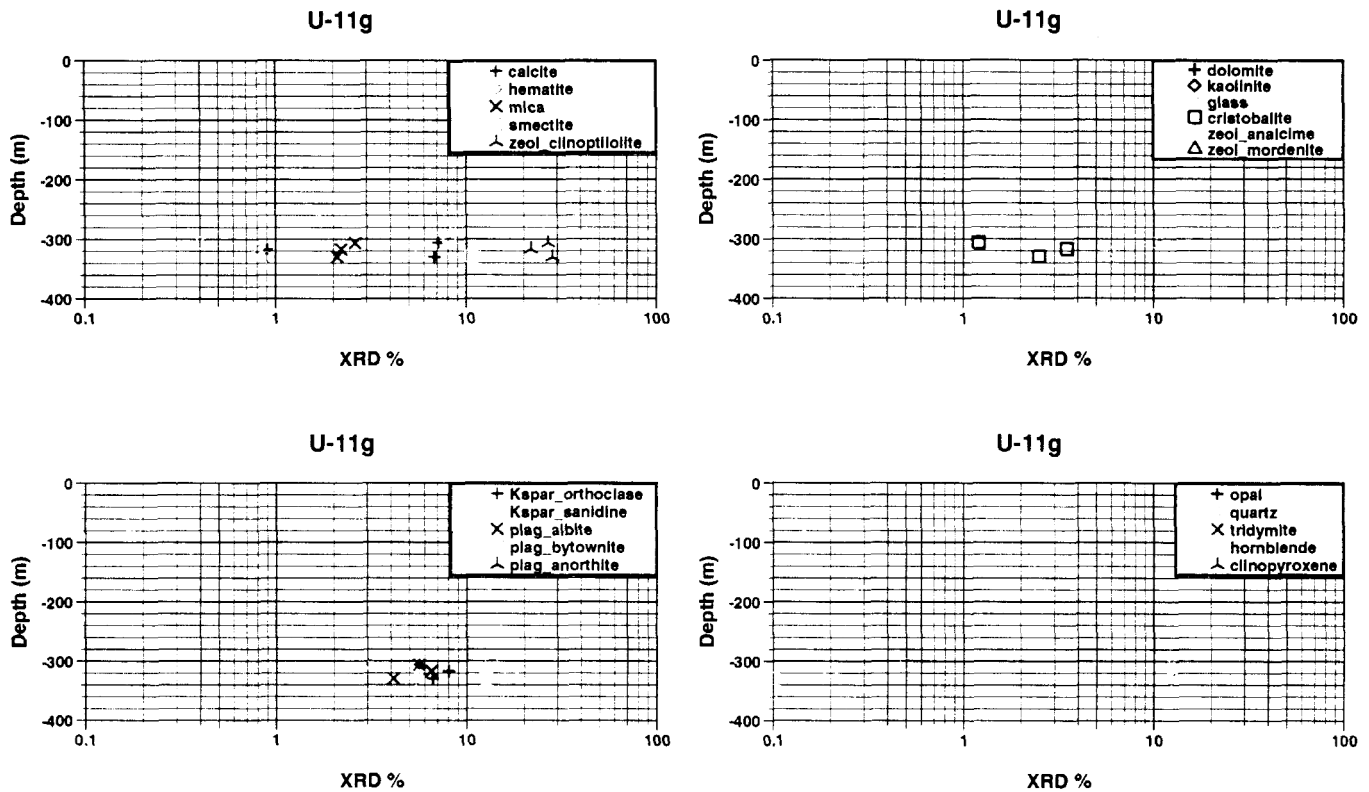 U-11g
0
-100
-200
-300
-400
Depth (m)
calcite
hematite
mica
smectite
zeol_clinoptilolite
0.1 1 10 100
XRD %
U-11g
0
-100
-200
-300
-400
Depth (m)
dolomite
kaolinite
glass
cristobalite
zeol_analcime
zeol_mordenite
0.1 1 10 100
XRD %
U-11g
0
-100
-200
-300
-400
Depth (m)
Kspar_orthoclase
Kspar_sanidine
plag_albite
plag_bytownite
plag_anorthite
0.1 1 10 100
XRD %
U-11g
0
-100
-200
-300
-400
Depth (m)
opal
quartz
tridymite
hornblende
clinopyroxene
0.1 1 10 100
XRD %